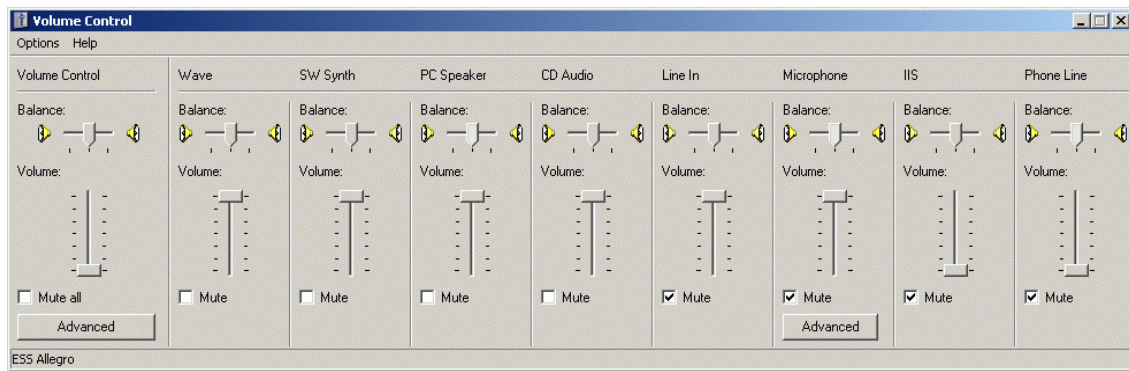 Volume Control
Options Help
Volume Control Wave SW Synth PC Speaker CD Audio Line In Microphone IIS Phone Line
Balance: Balance: Balance: Balance: Balance: Balance: Balance: Balance: Balance:
Volume: Volume: Volume: Volume: Volume: Volume: Volume: Volume: Volume:
Mute all Mute Mute Mute Mute Mute Mute Mute Mute
Advanced Advanced
ESS Allegro